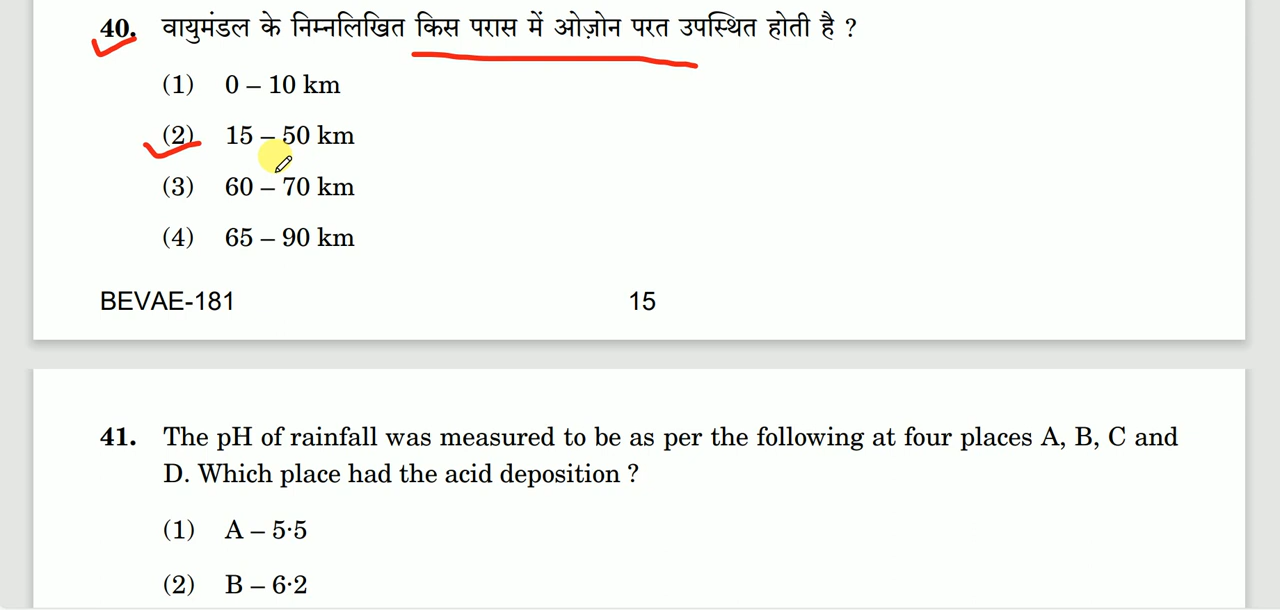 40. वायुमंडल के निम्नलिखित किस परास में ओज़ोन परत उपस्थित होती है ?
(1) 0 – 10 km
(2) 15 – 50 km
(3) 60 – 70 km
(4) 65 – 90 km
BEVAE-181 15
41. The pH of rainfall was measured to be as per the following at four places A, B, C and
D. Which place had the acid deposition ?
(1) A – 5·5
(2) B – 6·2